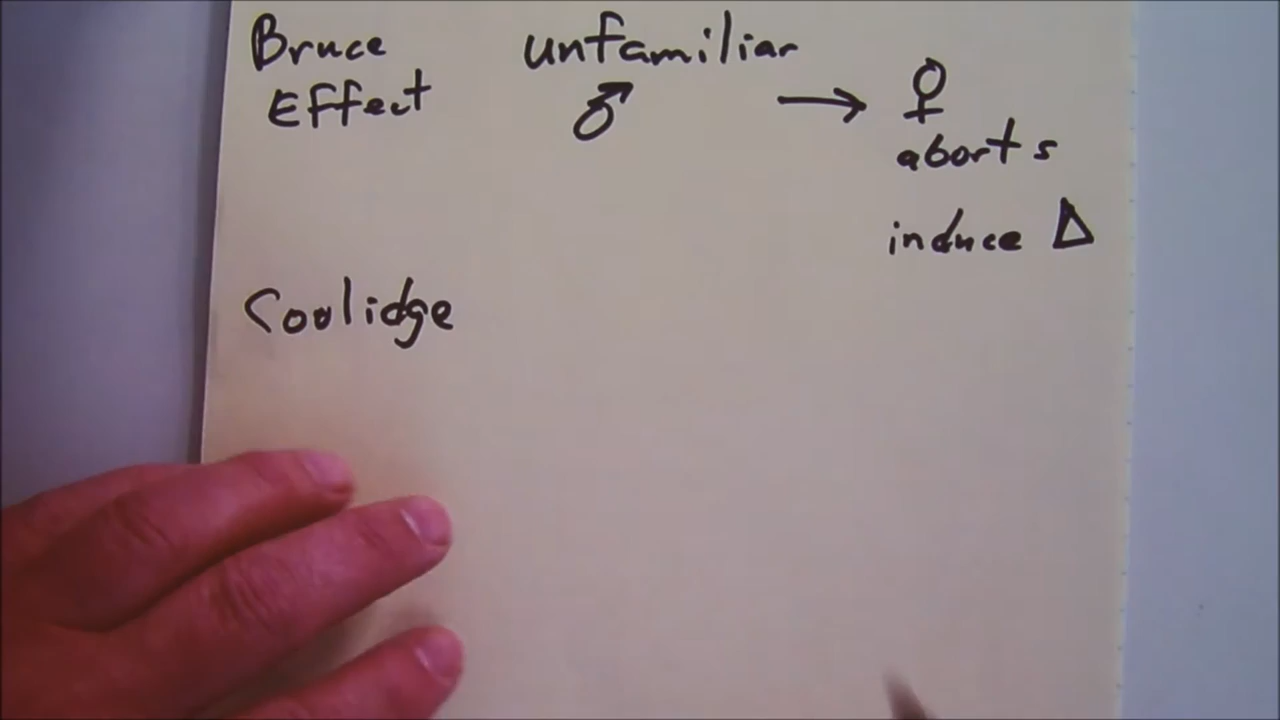 Bruce Effect
unfamiliar ♂ → ♀
aborts
induce Δ
Coolidge